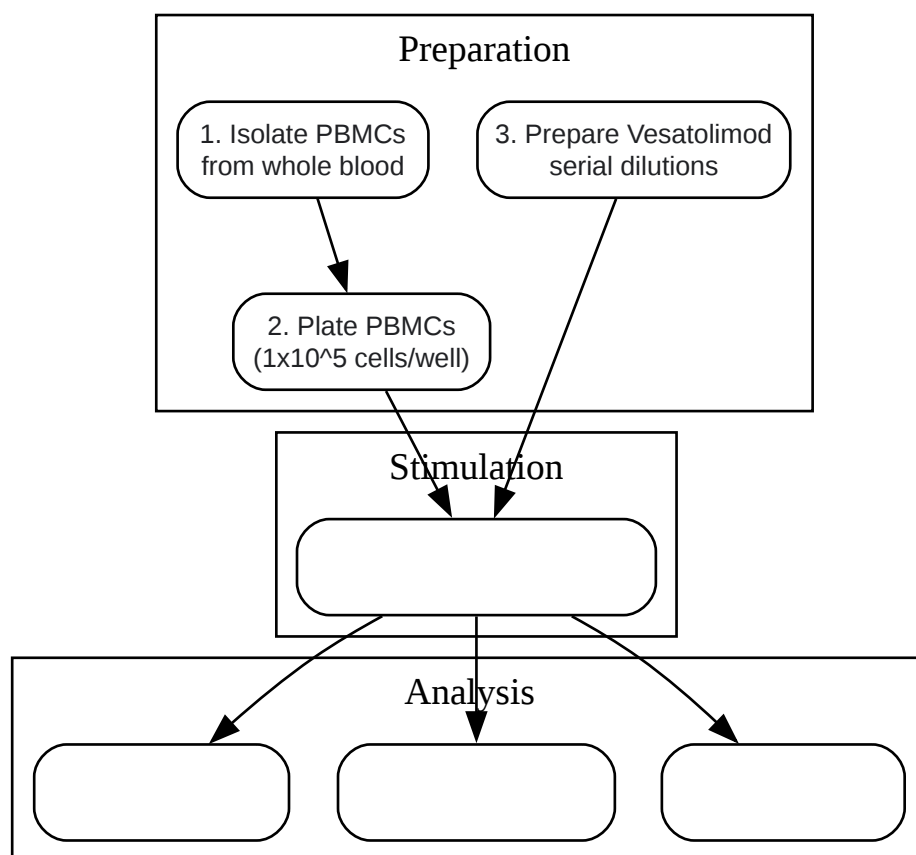 Preparation
1. Isolate PBMCs
from whole blood
3. Prepare Vesatolimod
serial dilutions
2. Plate PBMCs
(1x10^5 cells/well)
Stimulation
Analysis